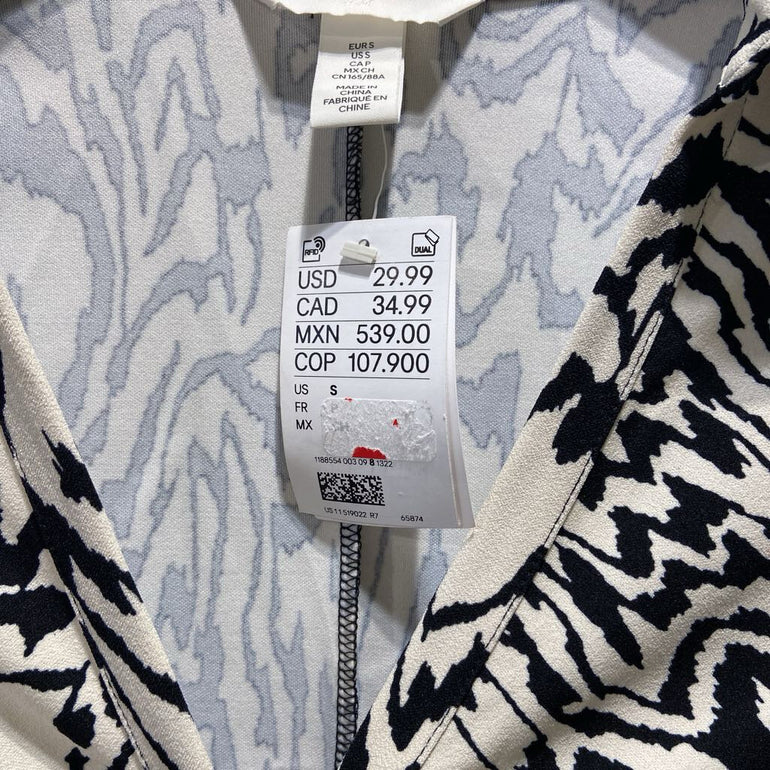 EUR S
US S
CA P
MX CH
CN 165/88A
MADE IN
CHINA
FABRIQUÉ EN
CHINE
RFID
DUAL
USD 29.99
CAD 34.99
MXN 539.00
COP 107.900
US S
FR
MX
1188554 003 09 8 1322
US 11519022 R7 65874